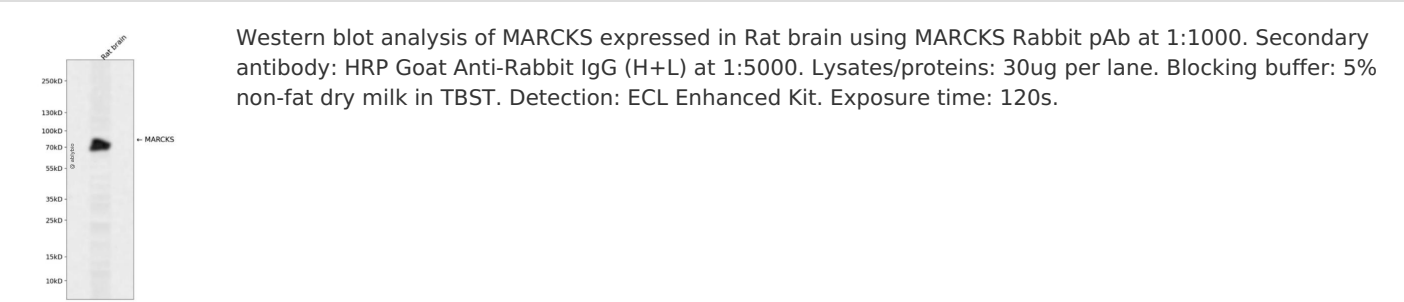 Rat brain
Western blot analysis of MARCKS expressed in Rat brain using MARCKS Rabbit pAb at 1:1000. Secondary
antibody: HRP Goat Anti-Rabbit IgG (H+L) at 1:5000. Lysates/proteins: 30ug per lane. Blocking buffer: 5%
non-fat dry milk in TBST. Detection: ECL Enhanced Kit. Exposure time: 120s.
250kD
130kD
100kD
← MARCKS
70kD
55kD
35kD
25kD
15kD
10kD